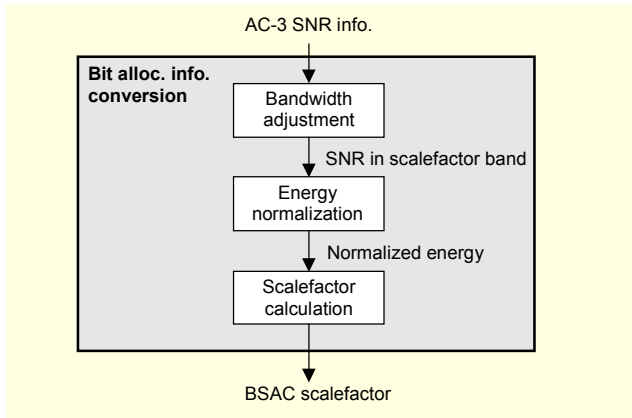 AC-3 SNR info.
Bit alloc. info.
conversion
Bandwidth
adjustment
SNR in scalefactor band
Energy
normalization
Normalized energy
Scalefactor
calculation
BSAC scalefactor